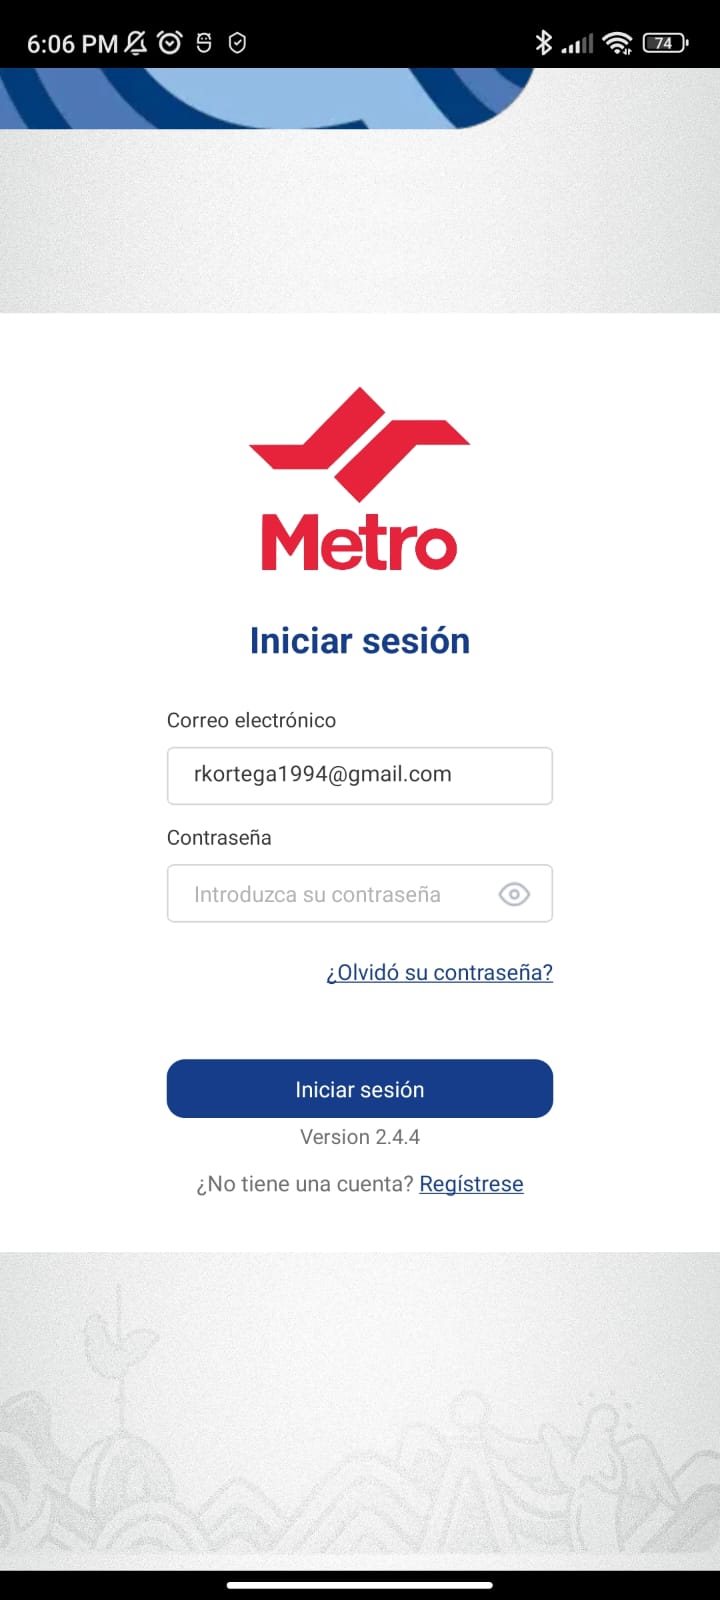 6:06 PM
74
Metro
Iniciar sesión
Correo electrónico
rkortega1994@gmail.com
Contraseña
Introduzca su contraseña
¿Olvidó su contraseña?
Iniciar sesión
Version 2.4.4
¿No tiene una cuenta? Regístrese